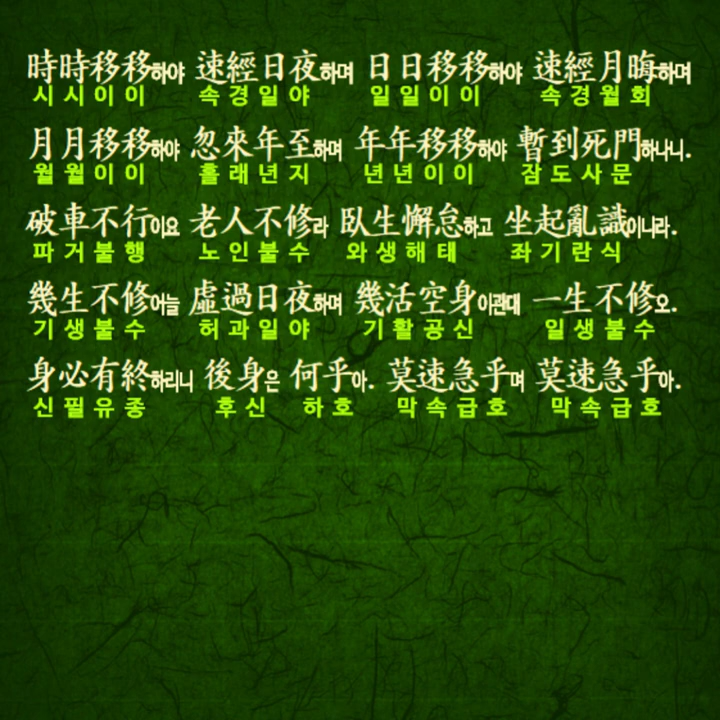 時時移移하야 速經日夜하며 日日移移하야 速經月晦하며
시시이이 속경일야 일일이이 속경월회
月月移移하야 忽來年至하며 年年移移하야 暫到死門하나니.
월월이이 홀래년지 년년이이 잠도사문
破車不行이요 老人不修라 臥生懈怠하고 坐起亂識이니라.
파거불행 노인불수 와생해태 좌기란식
幾生不修어늘 虛過日夜하며 幾活空身이관대 一生不修오.
기생불수 허과일야 기활공신 일생불수
身必有終하리니 後身은 何乎아. 莫速急乎며 莫速急乎아.
신필유종 후신 하호 막속급호 막속급호